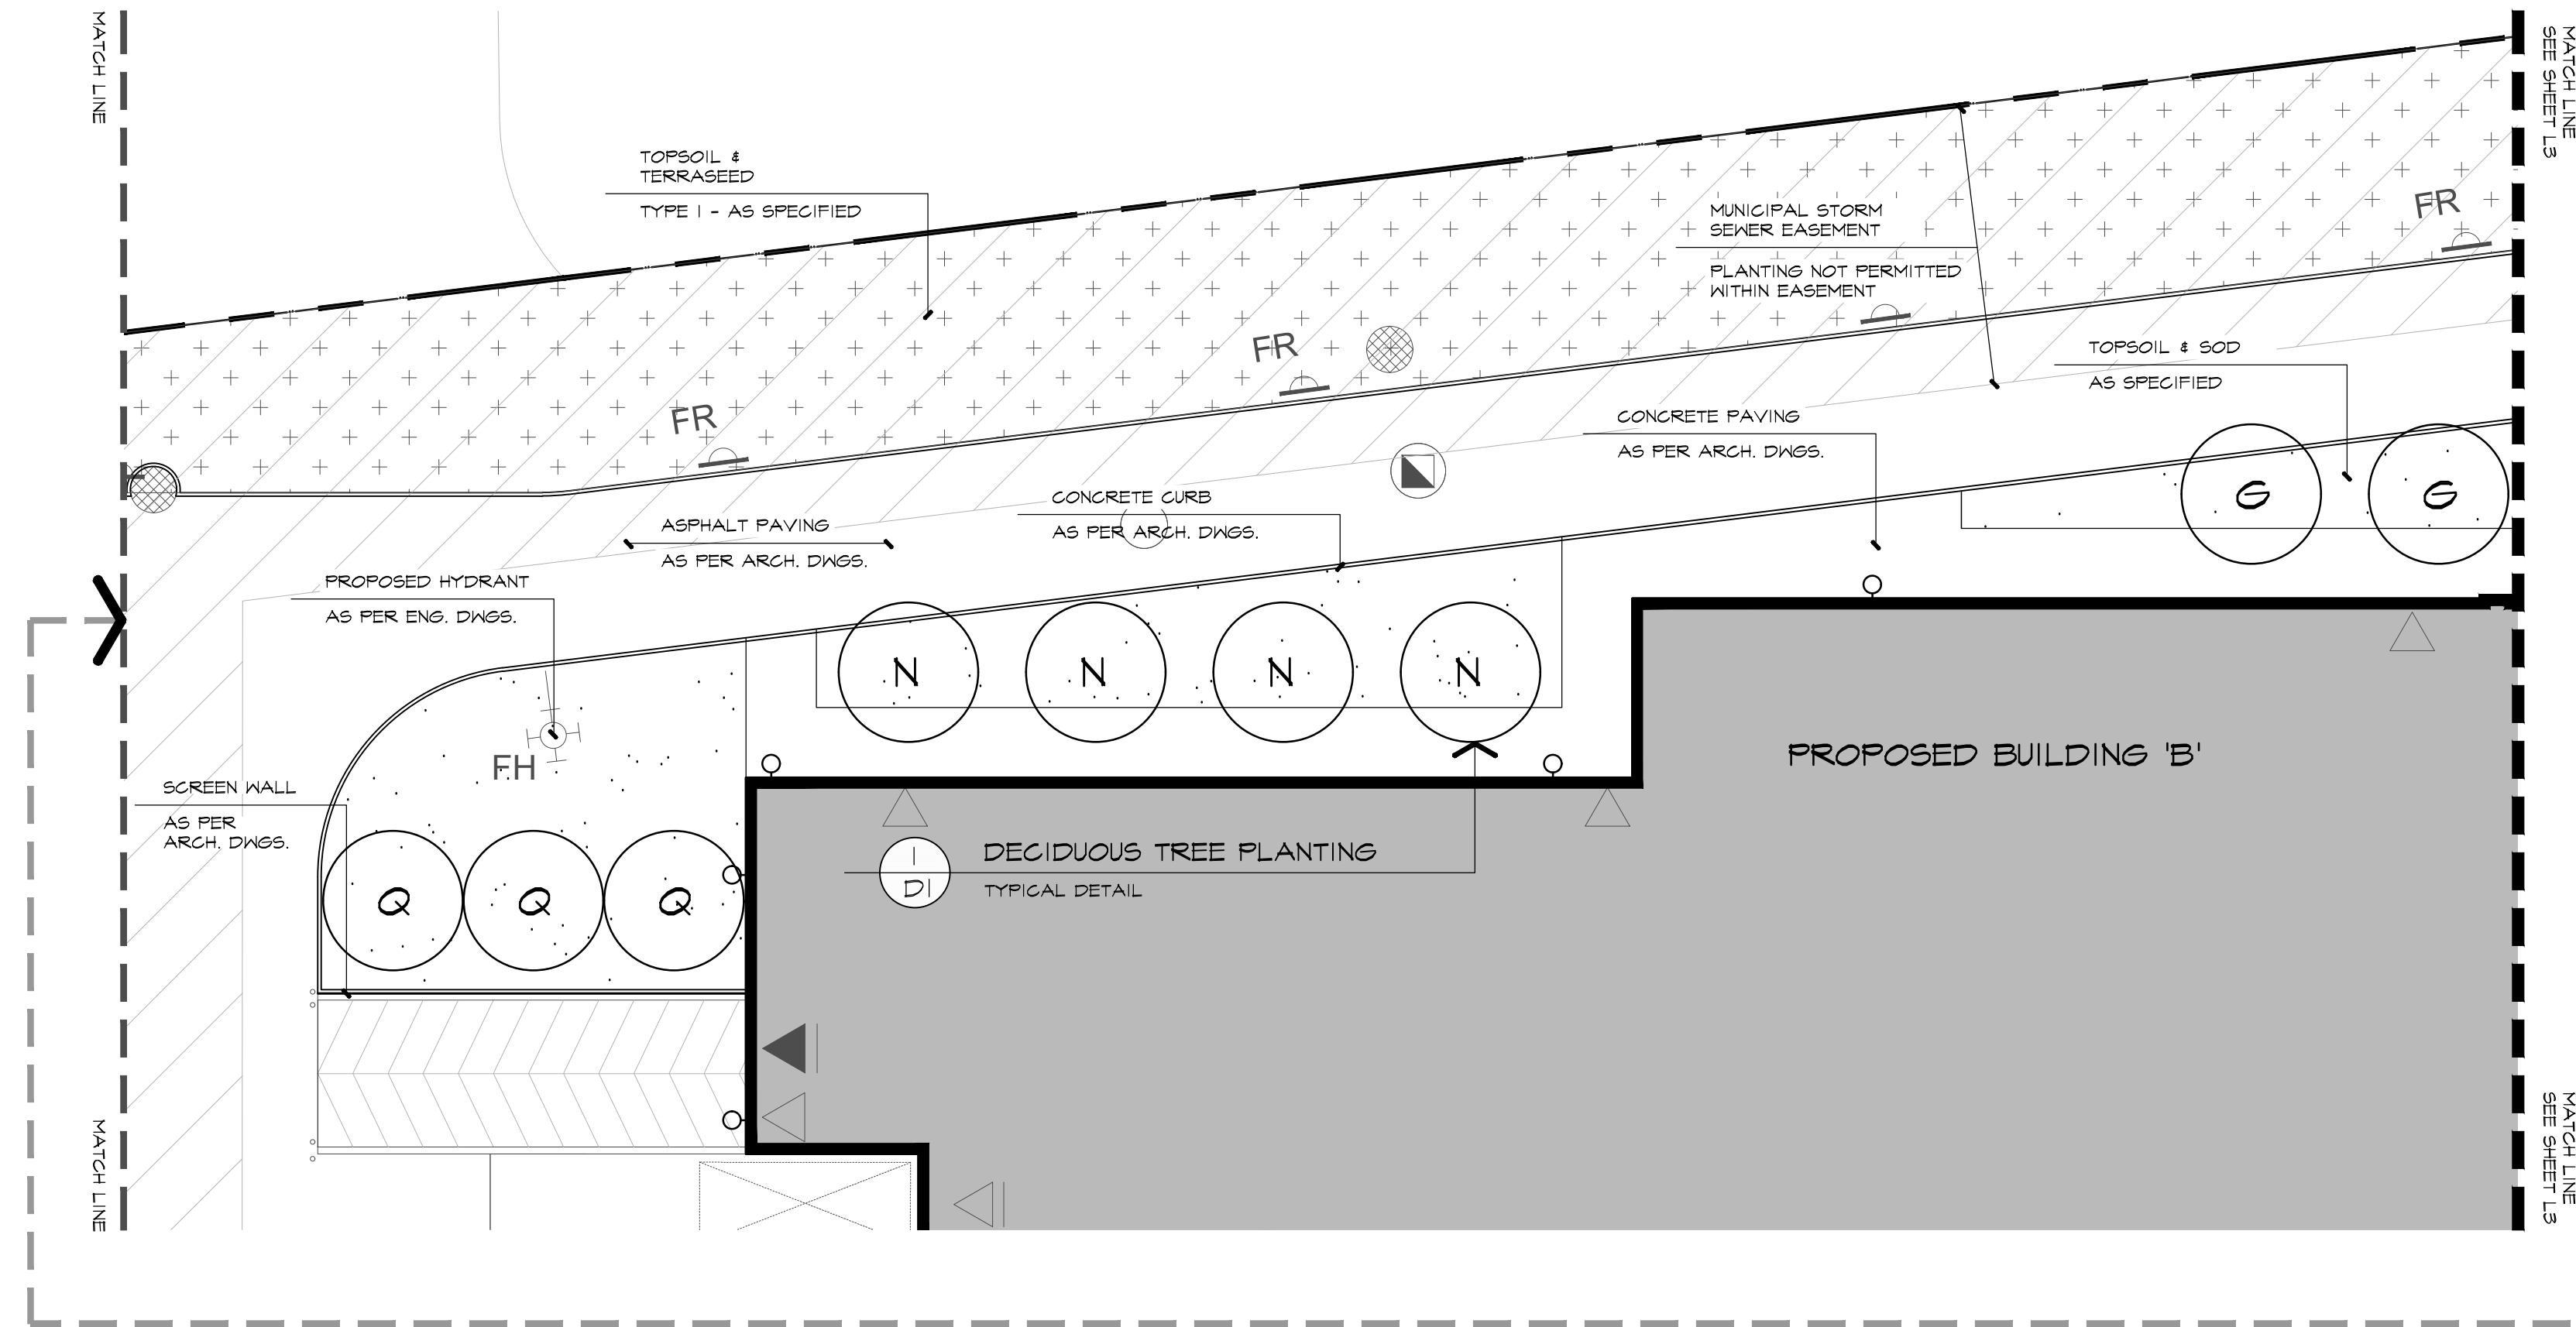 MATCH LINE
MATCH LINE
SEE SHEET L3
TOPSOIL &
TERRASEED
TYPE 1 - AS SPECIFIED
MUNICIPAL STORM
SEWER EASEMENT
PLANTING NOT PERMITTED
WITHIN EASEMENT
FR
FR
FR
TOPSOIL & SOD
AS SPECIFIED
CONCRETE PAVING
AS PER ARCH. DWGS.
CONCRETE CURB
AS PER ARCH. DWGS.
ASPHALT PAVING
AS PER ARCH. DWGS.
PROPOSED HYDRANT
AS PER ENG. DWGS.
G
G
N
N
N
N
FH
PROPOSED BUILDING 'B'
SCREEN WALL
AS PER
ARCH. DWGS.
Q
Q
Q
1
D1
DECIDUOUS TREE PLANTING
TYPICAL DETAIL
MATCH LINE
MATCH LINE
SEE SHEET L3